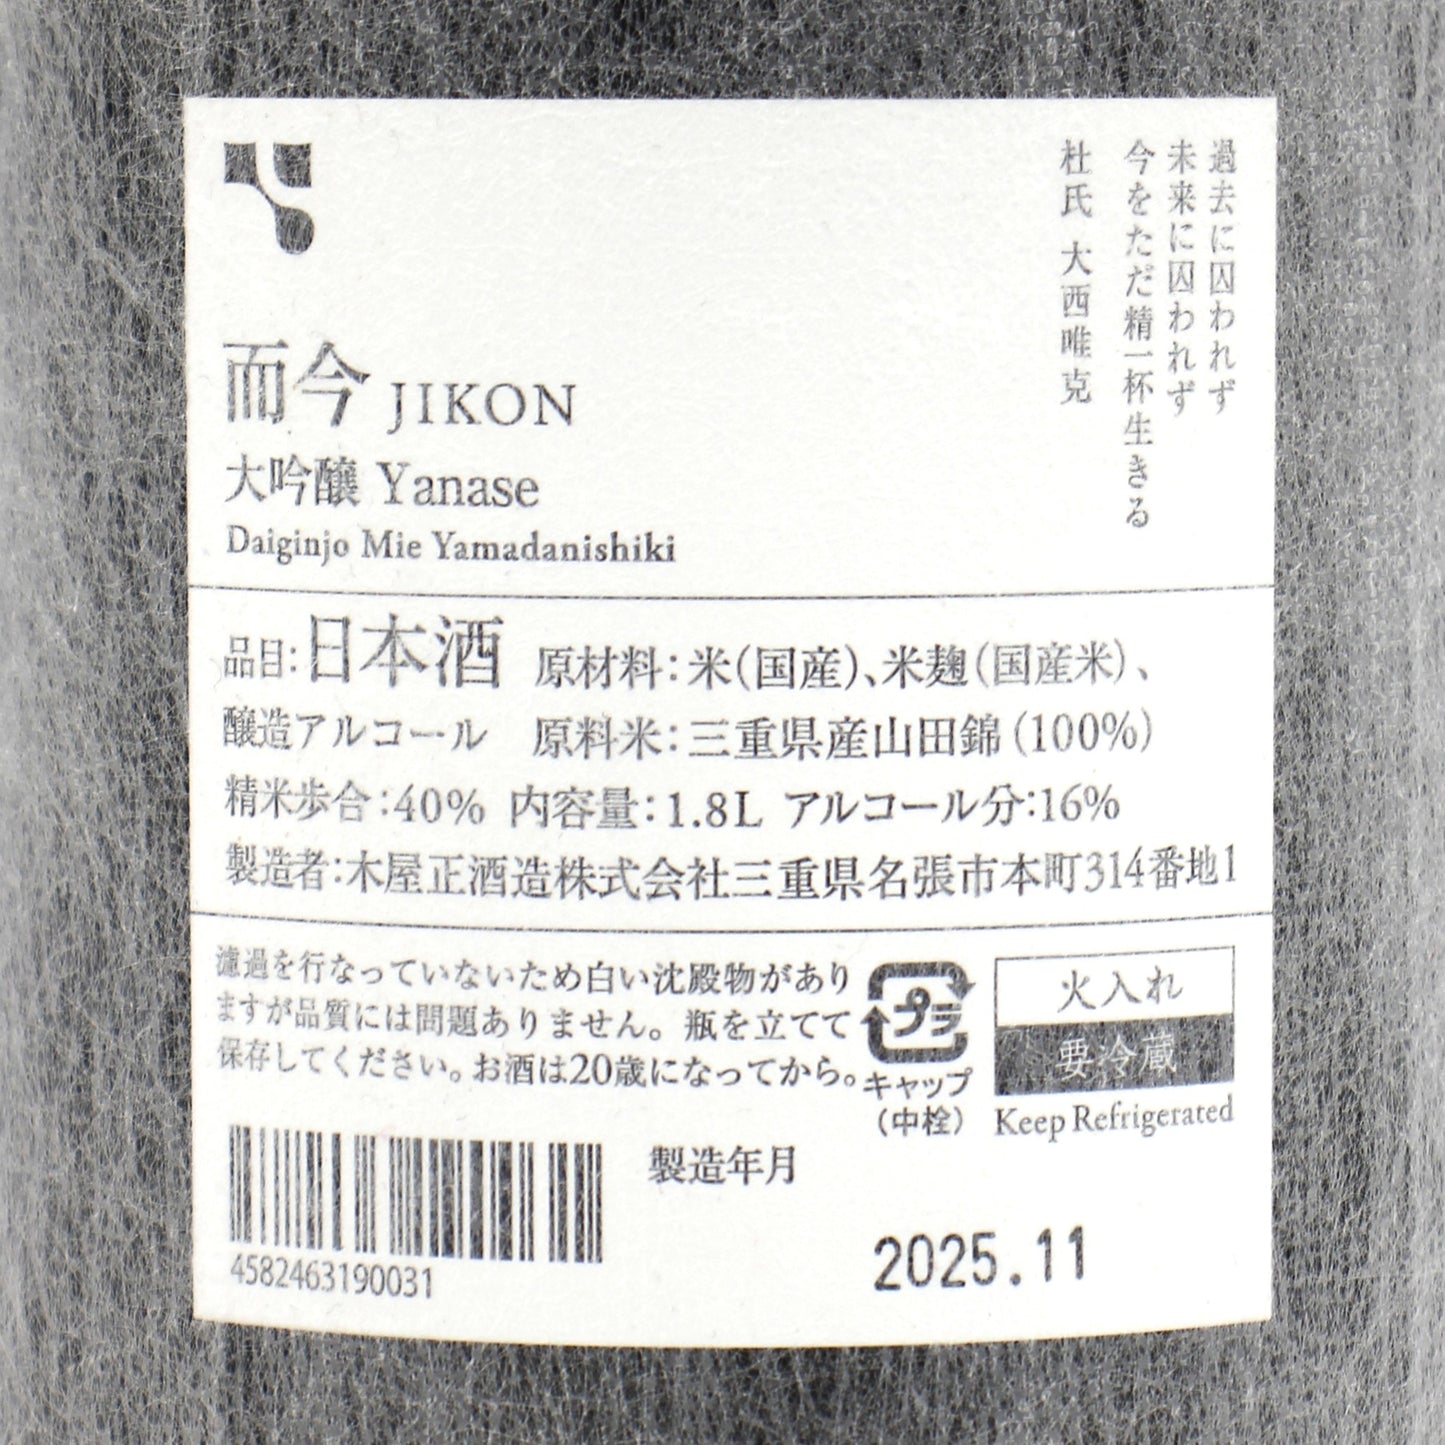 過去に囚われず
未来に囚われず
今をただ精一杯生きる
杜氏 大西唯克
而今 JIKON
大吟醸 Yanase
Daiginjo Mie Yamadanishiki
品目:日本酒 原材料:米(国産)、米麹(国産米)、
醸造アルコール 原料米:三重県産山田錦(100%)
精米歩合:40% 内容量:1.8L アルコール分:16%
製造者:木屋正酒造株式会社三重県名張市本町314番地1
濾過を行なっていないため白い沈殿物があり
ますが品質には問題ありません。瓶を立てて
保存してください。お酒は20歳になってから。
プラ
キャップ
(中栓)
火入れ
要冷蔵
Keep Refrigerated
製造年月
2025.11
4582463190031